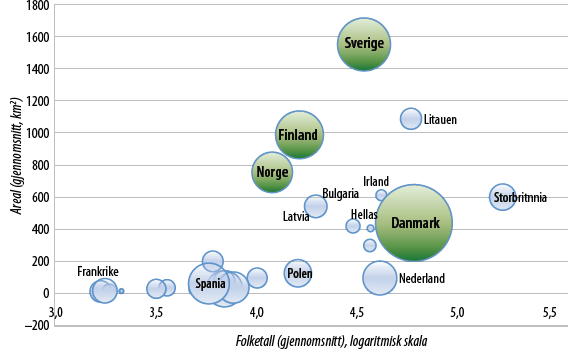 1800
1600
1400
1200
1000
800
600
400
200
0
–200
Areal (gjennomsnitt, km²)
Sverige
Litauen
Finland
Norge
Irland
Bulgaria
Storbritnnia
Latvia
Hellas
Danmark
Frankrike
Polen
Spania
Nederland
3,0 3,5 4,0 4,5 5,0 5,5
Folketall (gjennomsnitt), logaritmisk skala